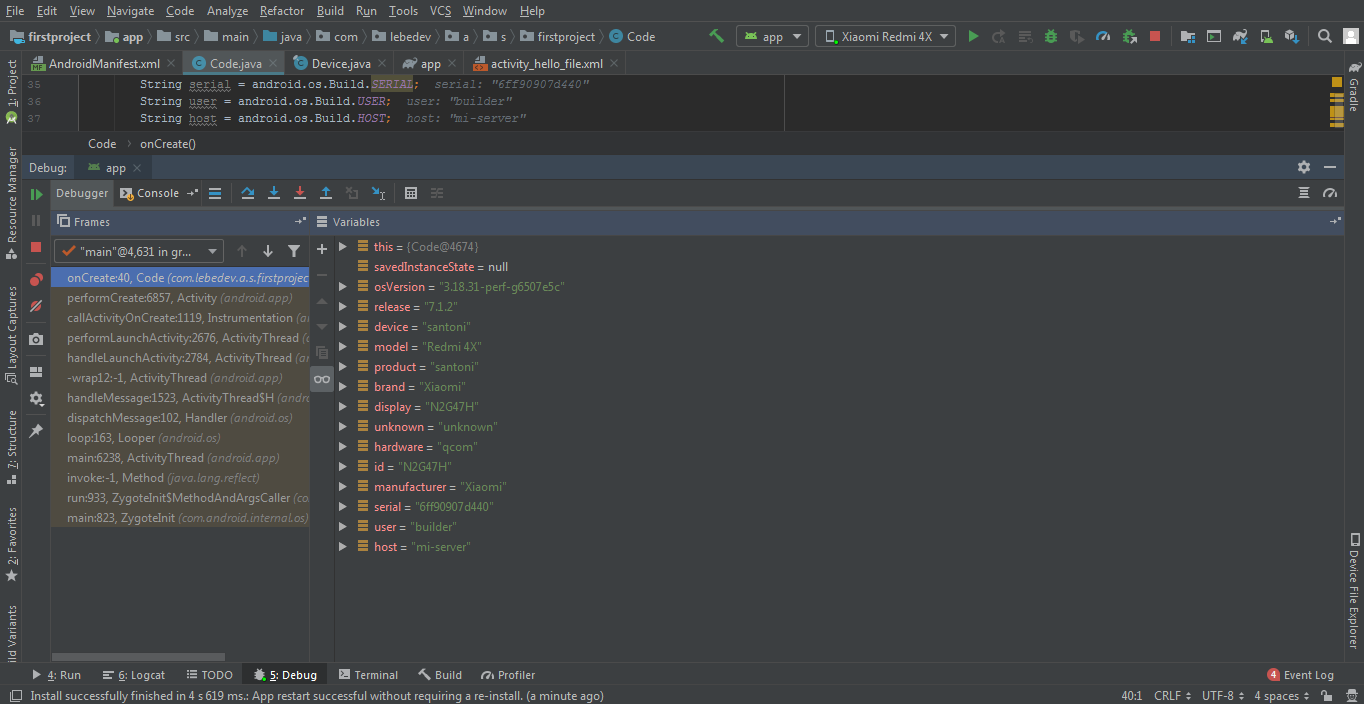 File Edit View Navigate Code Analyze Refactor Build Run Tools VCS Window Help
firstproject app src main java com lebedev a s firstproject Code app Xiaomi Redmi 4X
AndroidManifest.xml Code.java Device.java app activity_hello_file.xml
35 String serial = android.os.Build.SERIAL; serial: "6ff90907d440"
36 String user = android.os.Build.USER; user: "builder"
37 String host = android.os.Build.HOST; host: "mi-server"
Code onCreate()
Debug: app
Debugger Console
Frames Variables
"main"@4,631 in gr...
onCreate:40, Code (com.lebedev.a.s.firstprojec
performCreate:6857, Activity (android.app)
callActivityOnCreate:1119, Instrumentation (a
performLaunchActivity:2676, ActivityThread (
handleLaunchActivity:2784, ActivityThread (a
-wrap12:-1, ActivityThread (android.app)
handleMessage:1523, ActivityThread$H (andr
dispatchMessage:102, Handler (android.os)
loop:163, Looper (android.os)
main:6238, ActivityThread (android.app)
invoke:-1, Method (java.lang.reflect)
run:933, ZygoteInit$MethodAndArgsCaller (co
main:823, ZygoteInit (com.android.internal.os)
this = {Code@4674}
savedInstanceState = null
osVersion = "3.18.31-perf-g6507e5c"
release = "7.1.2"
device = "santoni"
model = "Redmi 4X"
product = "santoni"
brand = "Xiaomi"
display = "N2G47H"
unknown = "unknown"
hardware = "qcom"
id = "N2G47H"
manufacturer = "Xiaomi"
serial = "6ff90907d440"
user = "builder"
host = "mi-server"
1: Project
Resource Manager
Layout Captures
7: Structure
2: Favorites
ild Variants
Gradle
Device File Explorer
4: Run 6: Logcat TODO 5: Debug Terminal Build Profiler 4 Event Log
Install successfully finished in 4 s 619 ms.: App restart successful without requiring a re-install. (a minute ago) 40:1 CRLF UTF-8 4 spaces